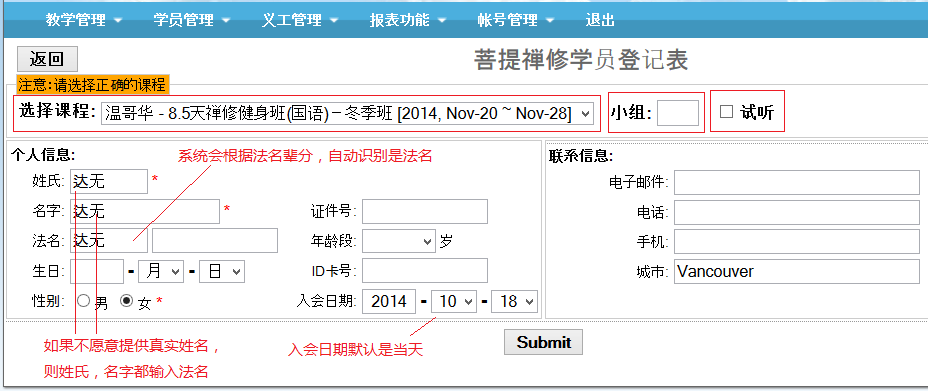 教学管理 学员管理 义工管理 报表功能 帐号管理 退出
返回 菩提禅修学员登记表
注意:请选择正确的课程
选择课程: 温哥华 - 8.5天禅修健身班(国语) – 冬季班 [2014, Nov-20 ~ Nov-28] 小组: 试听
个人信息: 系统会根据法名辈分，自动识别是法名 联系信息:
姓氏: 达无 * 电子邮件:
名字: 达无 * 证件号: 电话:
法名: 达无 年龄段: 岁 手机:
生日: - 月 - 日 ID卡号: 城市: Vancouver
性别: 男 女 * 入会日期: 2014 - 10 - 18
如果不愿意提供真实姓名，
则姓氏，名字都输入法名
入会日期默认是当天
Submit